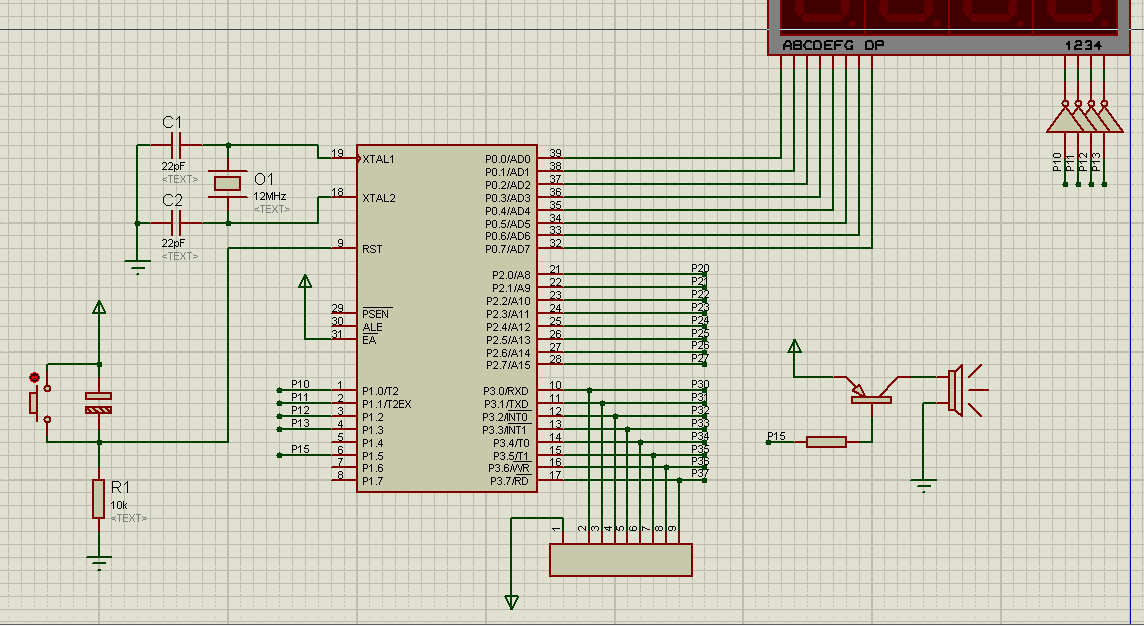 ABCDEFG DP
1234
P10
P11
P12
P13
C1
22pF
<TEXT>
C2
22pF
<TEXT>
O1
12MHz
<TEXT>
19 XTAL1
18 XTAL2
9 RST
29 PSEN
30 ALE
31 EA
P10 1 P1.0/T2
P11 2 P1.1/T2EX
P12 3 P1.2
P13 4 P1.3
5 P1.4
P15 6 P1.5
7 P1.6
8 P1.7
P0.0/AD0 39
P0.1/AD1 38
P0.2/AD2 37
P0.3/AD3 36
P0.4/AD4 35
P0.5/AD5 34
P0.6/AD6 33
P0.7/AD7 32
P2.0/A8 21 P20
P2.1/A9 22 P21
P2.2/A10 23 P22
P2.3/A11 24 P23
P2.4/A12 25 P24
P2.5/A13 26 P25
P2.6/A14 27 P26
P2.7/A15 28 P27
P3.0/RXD 10 P30
P3.1/TXD 11 P31
P3.2/INT0 12 P32
P3.3/INT1 13 P33
P3.4/T0 14 P34
P3.5/T1 15 P35
P3.6/WR 16 P36
P3.7/RD 17 P37
R1
10k
<TEXT>
1 2 3 4 5 6 7 8 9
P15